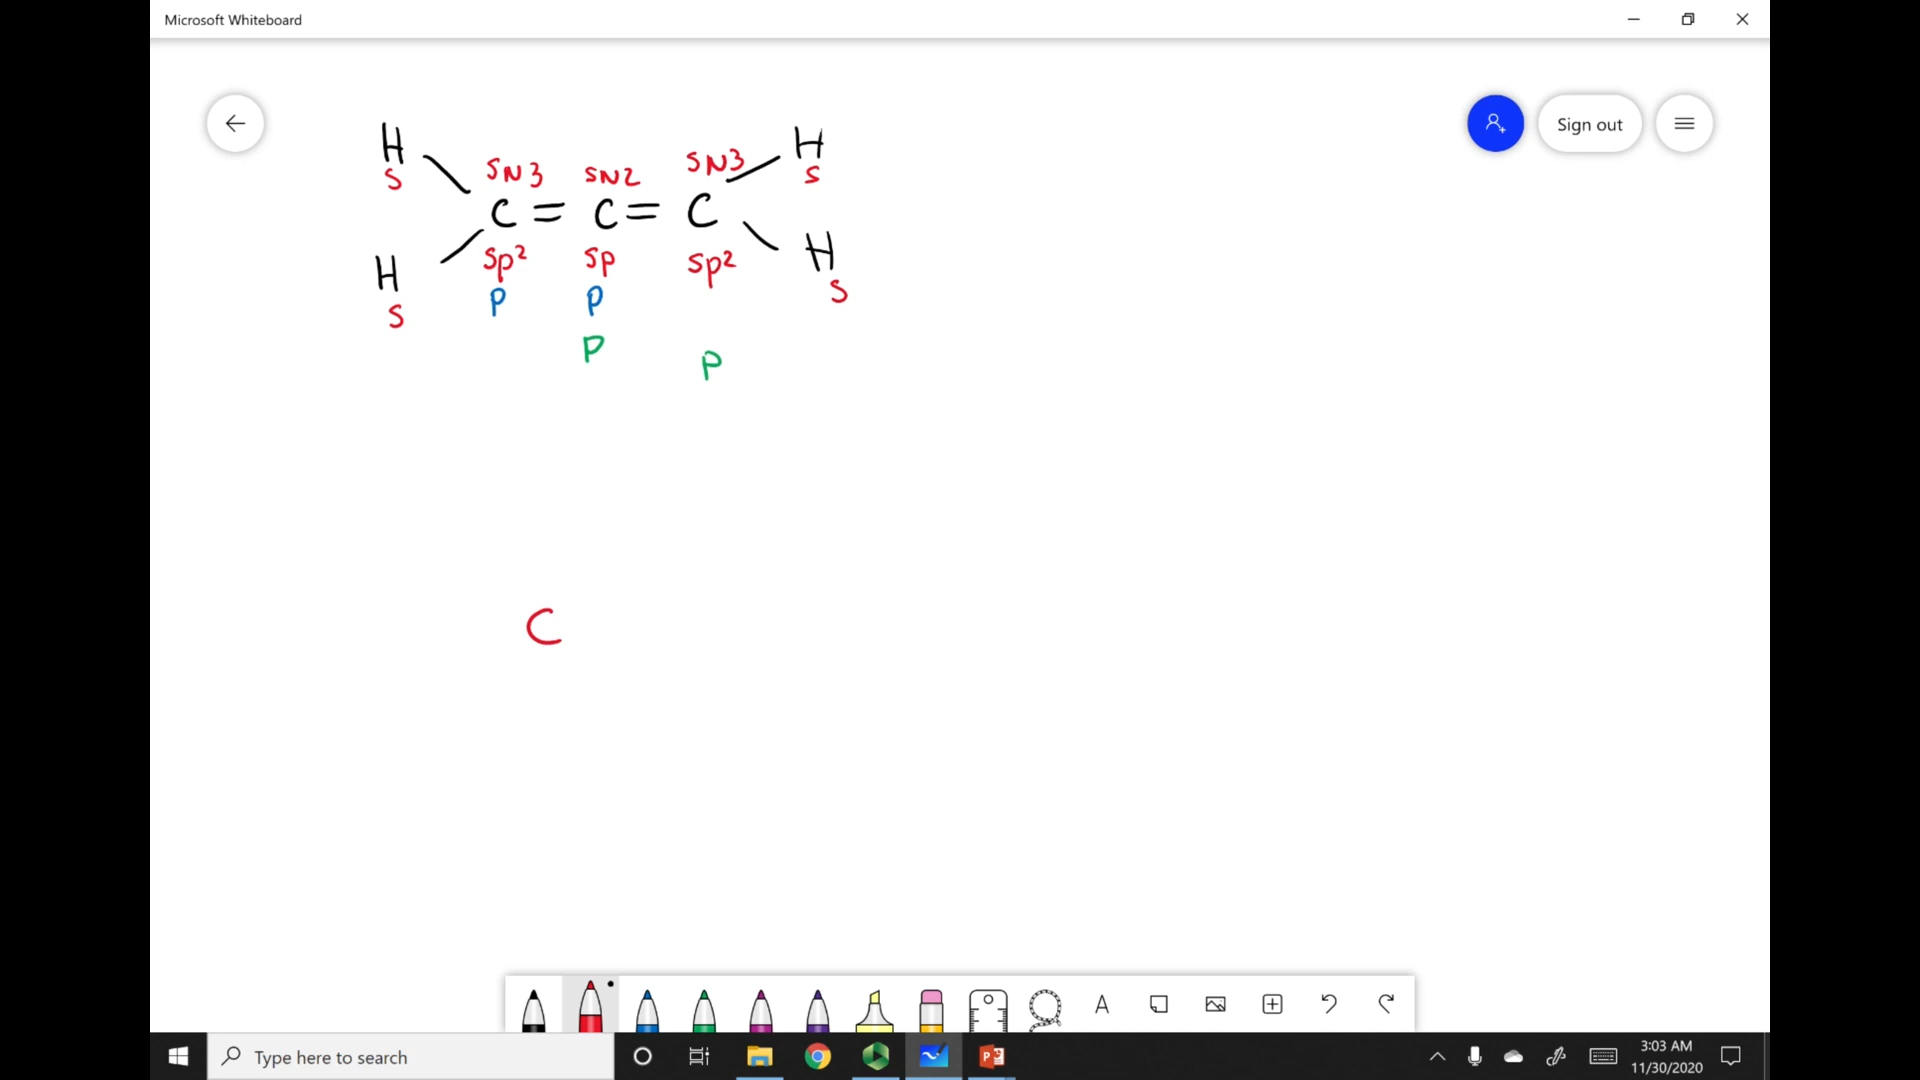 Microsoft Whiteboard
Sign out
H H
S SN3 SN2 SN3 S
C = C = C
H Sp² Sp Sp² H
S P P S
P P
C
A
Type here to search
3:03 AM
11/30/2020